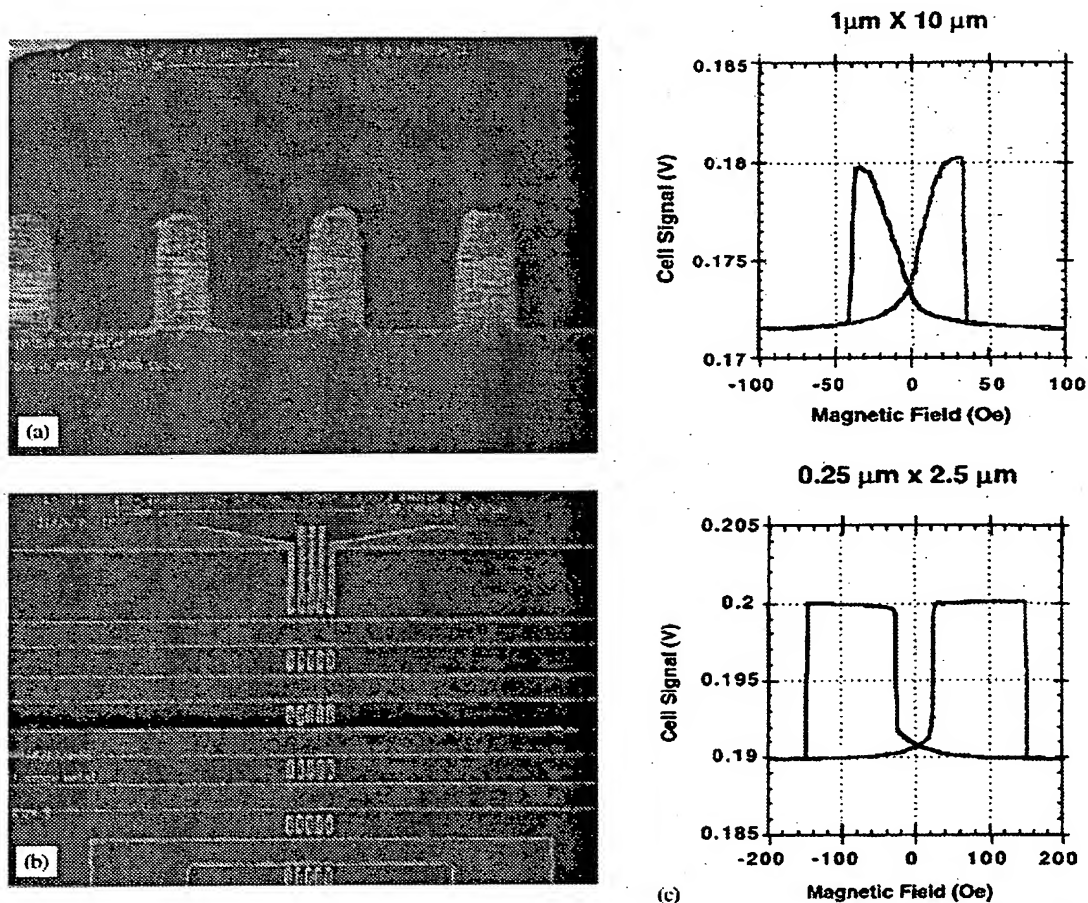 (a)
(b)
1μm X 10 μm
Cell Signal (V)
0.185
0.18
0.175
0.17
-100 -50 0 50 100
Magnetic Field (Oe)
0.25 μm x 2.5 μm
Cell Signal (V)
0.205
0.2
0.195
0.19
0.185
-200 -100 0 100 200
(c) Magnetic Field (Oe)